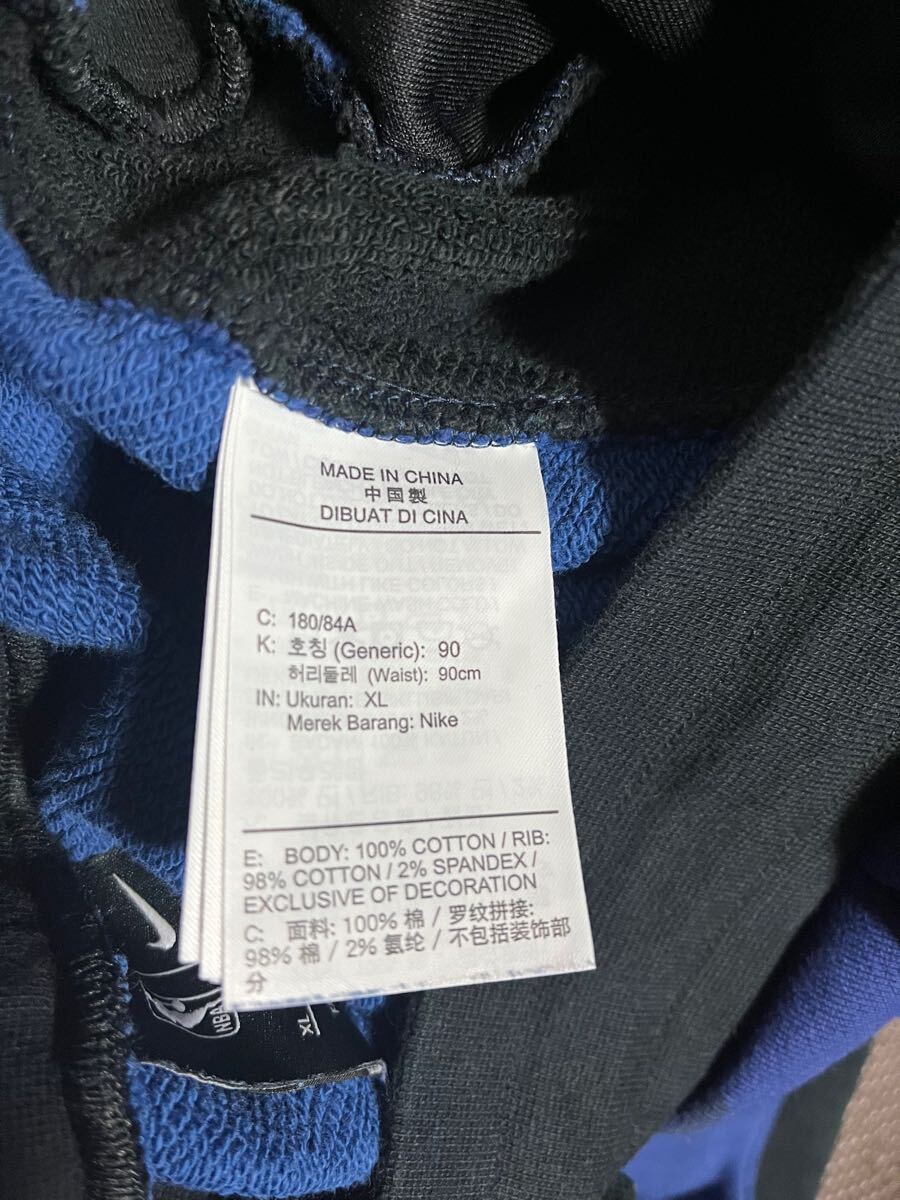 MADE IN CHINA
中国製
DIBUAT DI CINA
C: 180/84A
K: 호칭 (Generic): 90
허리둘레 (Waist): 90cm
IN: Ukuran: XL
Merek Barang: Nike
E: BODY: 100% COTTON / RIB:
98% COTTON / 2% SPANDEX /
EXCLUSIVE OF DECORATION
C: 面料: 100% 棉 / 罗纹拼接:
98% 棉 / 2% 氨纶 / 不包括装饰部
分
NBA
XL